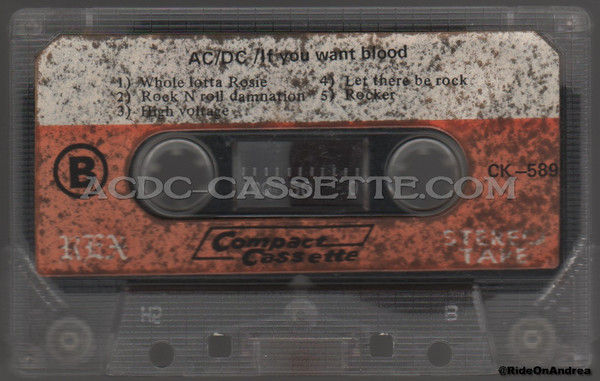 AC/DC /If you want blood
1) Whole lotta Rosie
2) Rock N roll damnation
3) High voltage
4) Let there be rock
5) Rocker
B
CK-589
ACDC-CASSETTE.COM
REX
Compact
Cassette
STEREO
TAPE
B
@RideOnAndrea